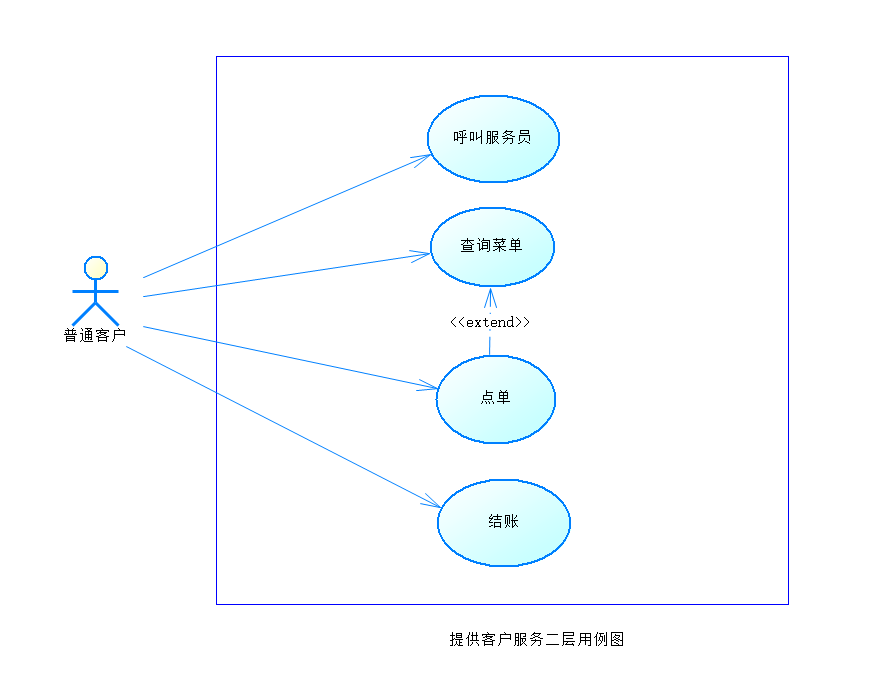 呼叫服务员
查询菜单
<<extend>>
普通客户
点单
结账
提供客户服务二层用例图